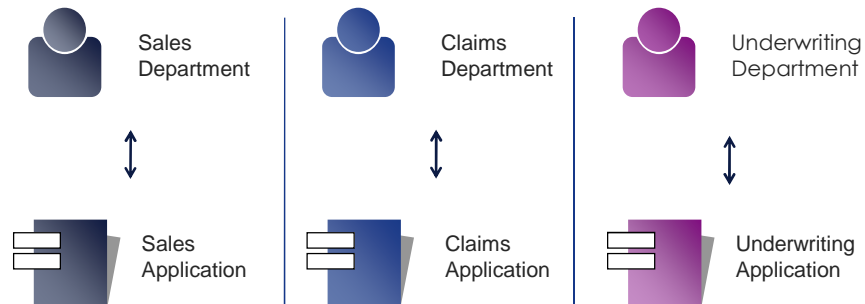 Sales
Department
Claims
Department
Underwriting
Department
Sales
Application
Claims
Application
Underwriting
Application